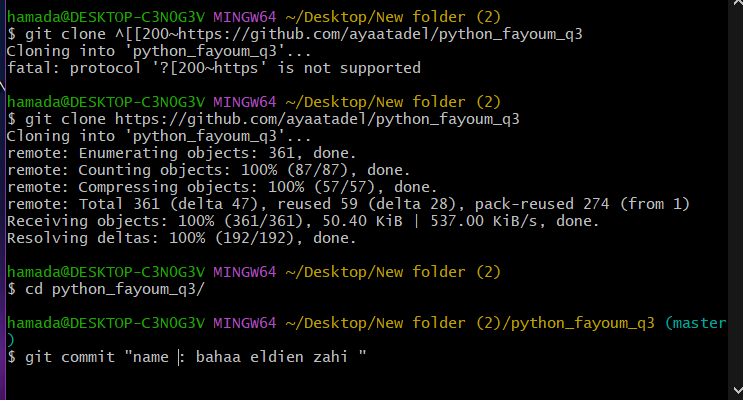 hamada@DESKTOP-C3NOG3V MINGW64 ~/Desktop/New folder (2)
$ git clone ^[[200~https://github.com/ayaatadel/python_fayoum_q3
Cloning into 'python_fayoum_q3'...
fatal: protocol '?[200~https' is not supported
hamada@DESKTOP-C3NOG3V MINGW64 ~/Desktop/New folder (2)
$ git clone https://github.com/ayaatadel/python_fayoum_q3
Cloning into 'python_fayoum_q3'...
remote: Enumerating objects: 361, done.
remote: Counting objects: 100% (87/87), done.
remote: Compressing objects: 100% (57/57), done.
remote: Total 361 (delta 47), reused 59 (delta 28), pack-reused 274 (from 1)
Receiving objects: 100% (361/361), 50.40 KiB | 537.00 KiB/s, done.
Resolving deltas: 100% (192/192), done.
hamada@DESKTOP-C3NOG3V MINGW64 ~/Desktop/New folder (2)
$ cd python_fayoum_q3/
hamada@DESKTOP-C3NOG3V MINGW64 ~/Desktop/New folder (2)/python_fayoum_q3 (master
)
$ git commit "name : bahaa eldien zahi "